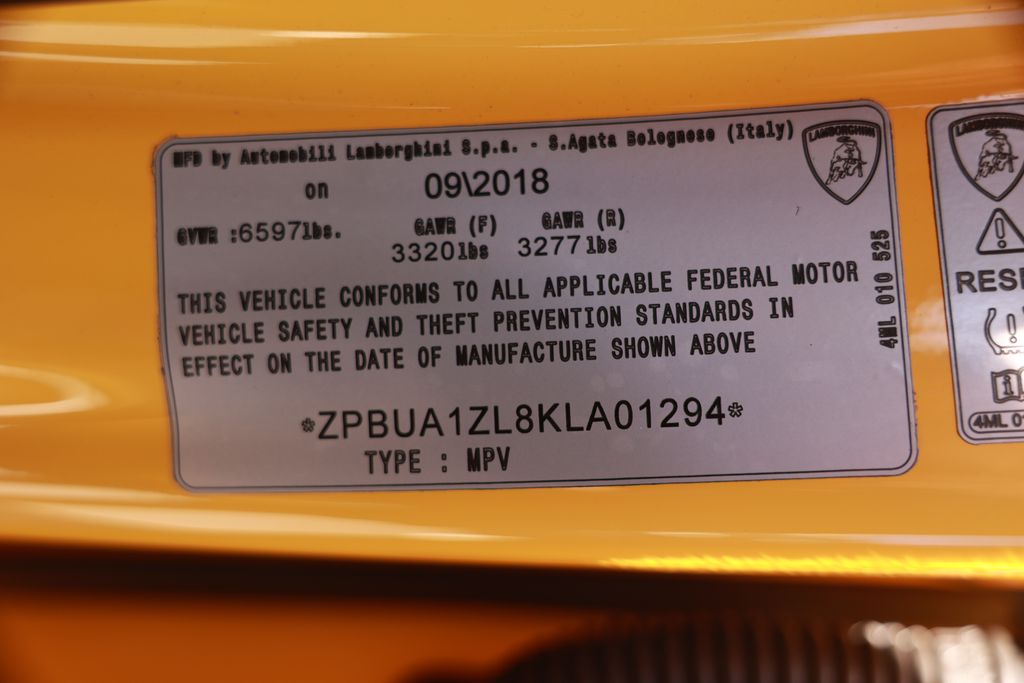 MFD by Automobili Lamborghini S.p.a. - S.Agata Bolognese (Italy)
on 09\2018
GVWR :6597lbs. GAWR (F) GAWR (R)
3320lbs 3277lbs
THIS VEHICLE CONFORMS TO ALL APPLICABLE FEDERAL MOTOR
VEHICLE SAFETY AND THEFT PREVENTION STANDARDS IN
EFFECT ON THE DATE OF MANUFACTURE SHOWN ABOVE
*ZPBUA1ZL8KLA01294*
TYPE : MPV
LAMBORGHINI
4ML 010 525
LAMBORGHINI
RESE
4ML 0